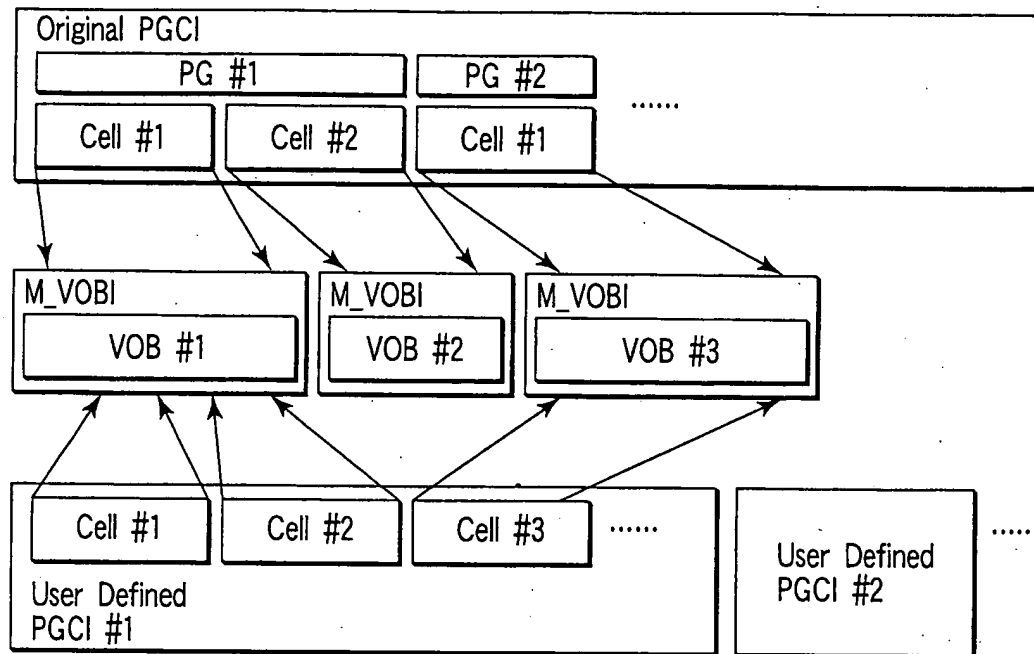 Original PGCI
PG #1
PG #2
Cell #1
Cell #2
Cell #1
......
M_VOBI
M_VOBI
M_VOBI
VOB #1
VOB #2
VOB #3
Cell #1
Cell #2
Cell #3
......
User Defined
PGCI #1
User Defined
PGCI #2
......